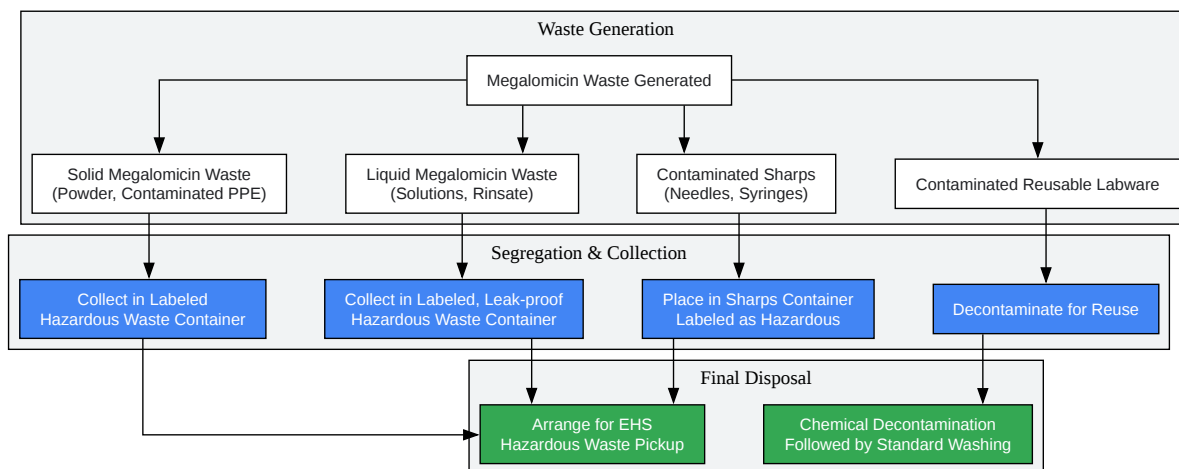 Waste Generation
Megalomicin Waste Generated
Solid Megalomicin Waste
(Powder, Contaminated PPE)
Liquid Megalomicin Waste
(Solutions, Rinsate)
Contaminated Sharps
(Needles, Syringes)
Contaminated Reusable Labware
Segregation & Collection
Collect in Labeled
Hazardous Waste Container
Collect in Labeled, Leak-proof
Hazardous Waste Container
Place in Sharps Container
Labeled as Hazardous
Decontaminate for Reuse
Final Disposal
Arrange for EHS
Hazardous Waste Pickup
Chemical Decontamination
Followed by Standard Washing